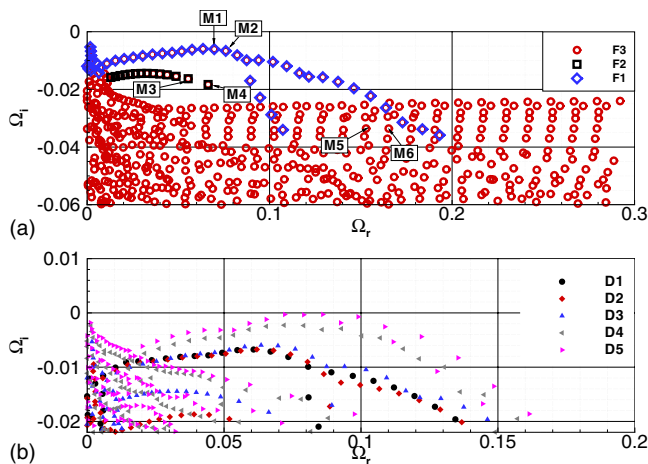 M1 M2
0
-0.02
-0.04
-0.06
Ωi
M3
M4
M5
M6
F3
F2
F1
0 0.1 0.2 0.3
Ωr
(a)
0.01
0
-0.01
-0.02
Ωi
D1
D2
D3
D4
D5
0 0.05 0.1 0.15 0.2
Ωr
(b)